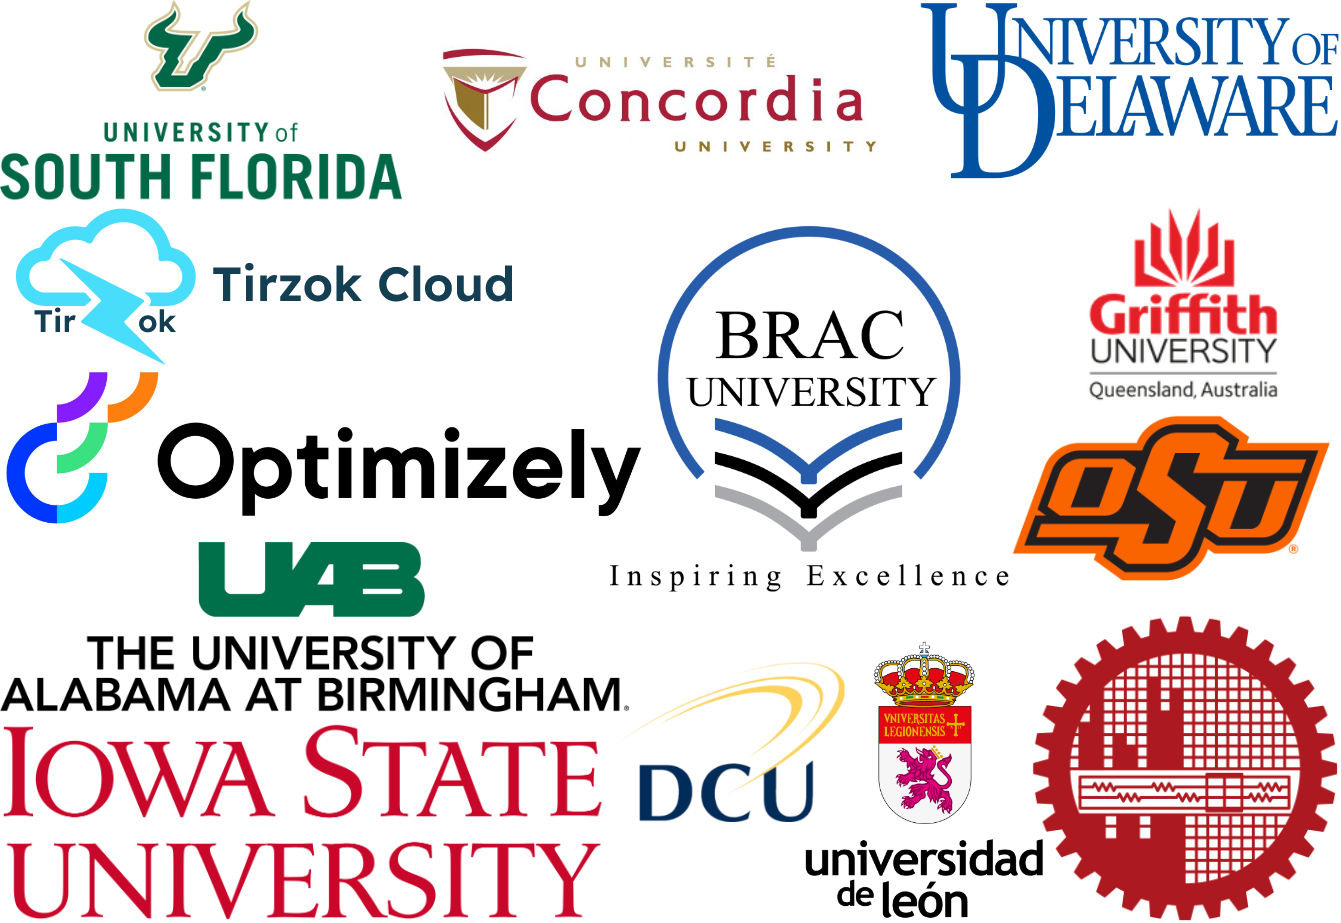 UNIVERSITY of
SOUTH FLORIDA
UNIVERSITÉ
Concordia
UNIVERSITY
UNIVERSITY OF
DELAWARE
Tir ok
Tirzok Cloud
BRAC
UNIVERSITY
Inspiring Excellence
Griffith
UNIVERSITY
Queensland, Australia
Optimizely
OSU
®
UAB
THE UNIVERSITY OF
ALABAMA AT BIRMINGHAM®
IOWA STATE
UNIVERSITY
DCU
VNIVERSITAS
LEGIONENSIS
universidad
de león